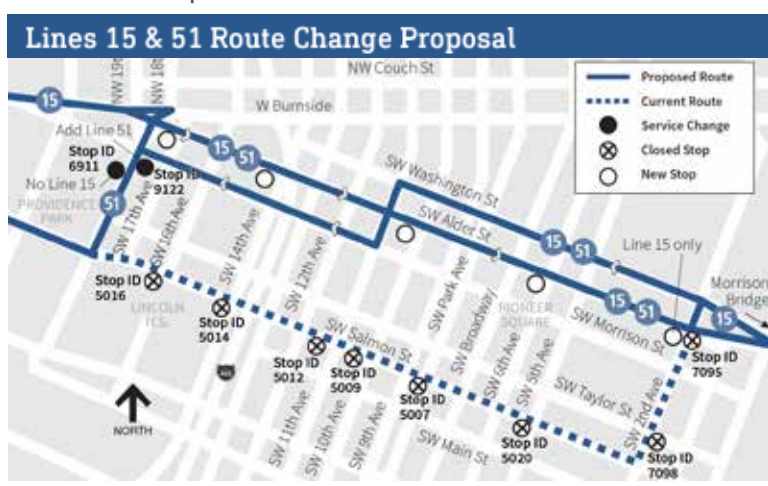 Lines 15 & 51 Route Change Proposal
NW 19th
NW 18th
NW Couch St
W Burnside
15
Add Line 51
Stop ID
6911
No Line 15
PROVIDENCE
PARK
51
Stop ID
9122
15
51
Proposed Route
Current Route
Service Change
Closed Stop
New Stop
SW Washington St
SW Alder St
SW 17th Ave
SW 16th Ave
SW 14th Ave
SW 12th Ave
SW Park Ave
SW Broadway
15
51
Line 15 only
Morrison
Bridge
15
15
51
SW Morrison St
PIONEER
SQUARE
Stop ID
5016
LINCOLN
H.S.
Stop ID
5014
405
Stop ID
5012
Stop ID
5009
SW Salmon St
Stop ID
5007
SW 6th Ave
SW 5th Ave
Stop ID
5020
SW Taylor St
SW 2nd Ave
Stop ID
7095
Stop ID
7098
SW 11th Ave
SW 10th Ave
SW 9th Ave
SW Main St
NORTH